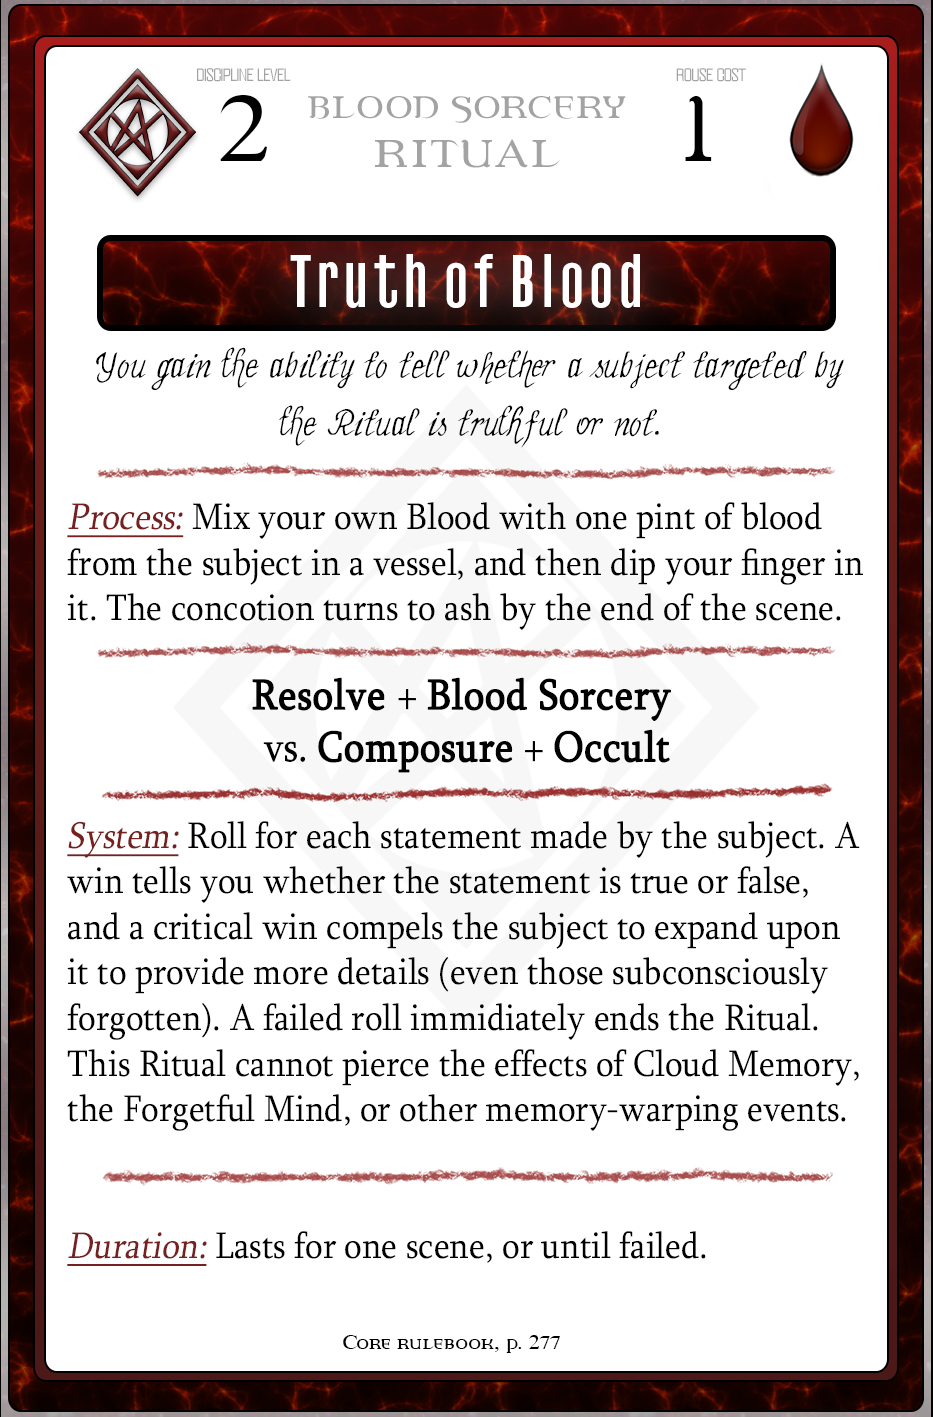 DISCIPLINE LEVEL
2
BLOOD SORCERY
RITUAL
ROUSE COST
1
Truth of Blood
You gain the ability to tell whether a subject targeted by
the Ritual is truthful or not.
Process: Mix your own Blood with one pint of blood
from the subject in a vessel, and then dip your finger in
it. The concotion turns to ash by the end of the scene.
Resolve + Blood Sorcery
vs. Composure + Occult
System: Roll for each statement made by the subject. A
win tells you whether the statement is true or false,
and a critical win compels the subject to expand upon
it to provide more details (even those subconsciously
forgotten). A failed roll immidiately ends the Ritual.
This Ritual cannot pierce the effects of Cloud Memory,
the Forgetful Mind, or other memory-warping events.
Duration: Lasts for one scene, or until failed.
Core rulebook, p. 277